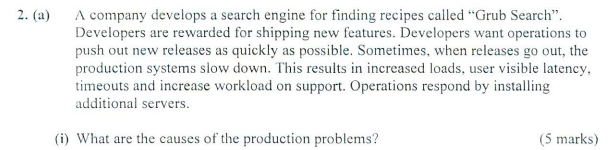 2. (a) A company develops a search engine for finding recipes called “Grub Search”.
Developers are rewarded for shipping new features. Developers want operations to
push out new releases as quickly as possible. Sometimes, when releases go out, the
production systems slow down. This results in increased loads, user visible latency,
timeouts and increase workload on support. Operations respond by installing
additional servers.
(i) What are the causes of the production problems? (5 marks)